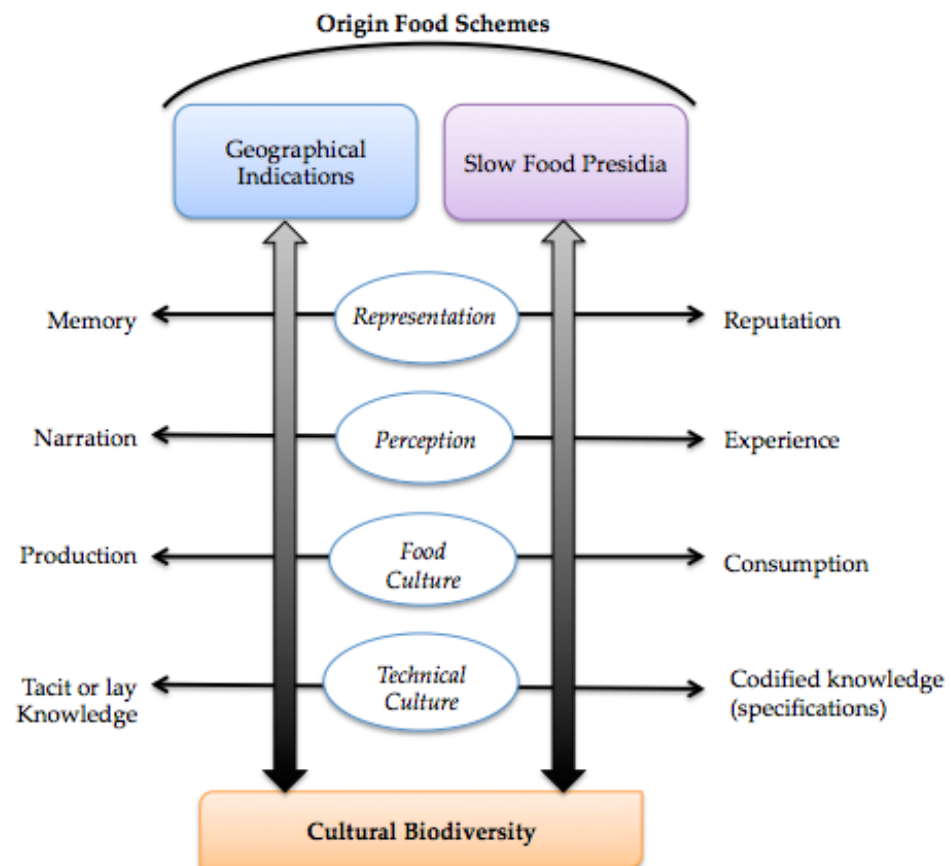 Origin Food Schemes
Geographical
Indications
Slow Food Presidia
Memory
Representation
Reputation
Narration
Perception
Experience
Production
Food
Culture
Consumption
Tacit or lay
Knowledge
Technical
Culture
Codified knowledge
(specifications)
Cultural Biodiversity